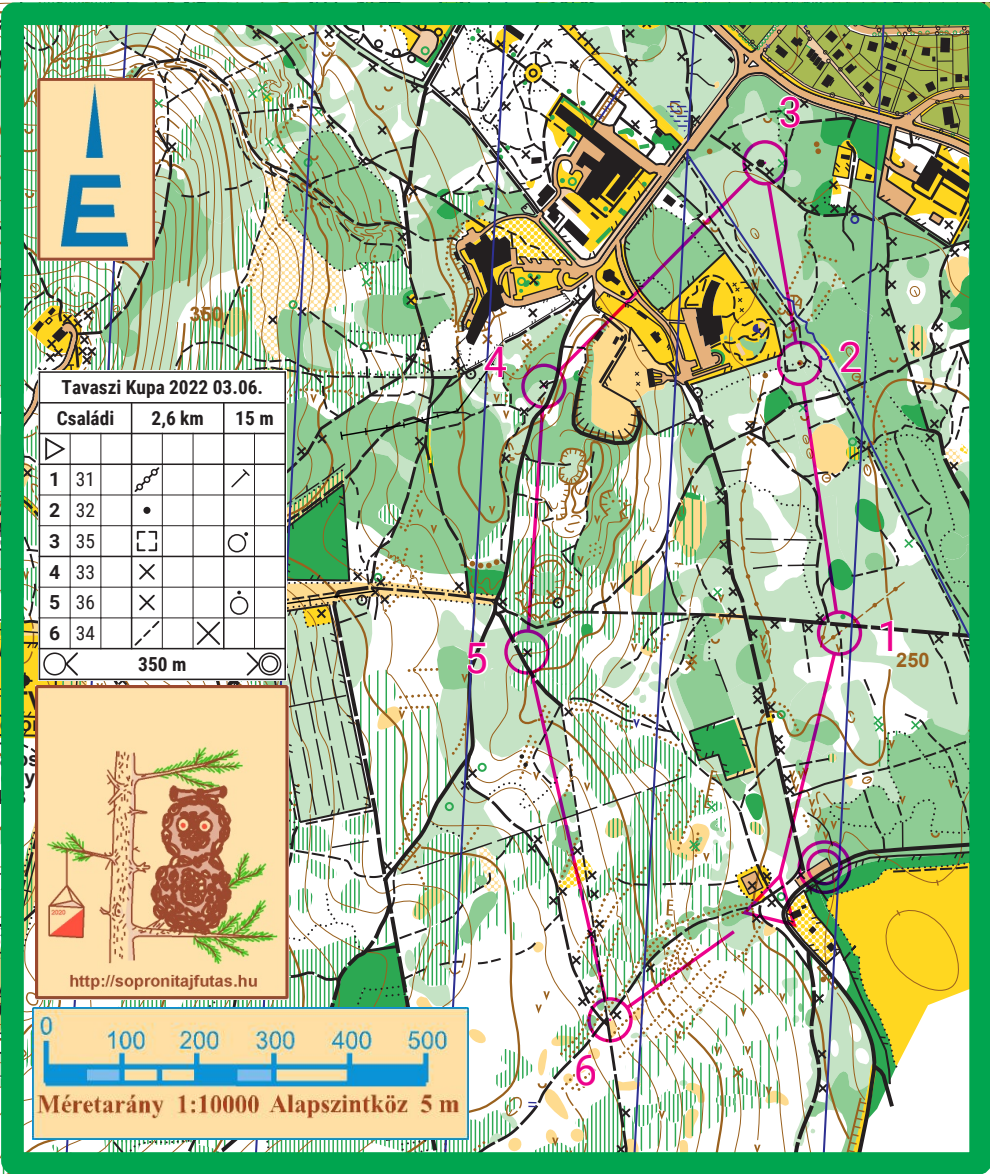 3
E
350
2
4
Tavaszi Kupa 2022 03.06.
Családi 2,6 km 15 m
1 31
2 32
3 35
4 33
5 36
6 34
350 m
1
250
5
2020
http://sopronitajfutas.hu
6
0 100 200 300 400 500
Méretarány 1:10000 Alapszintköz 5 m